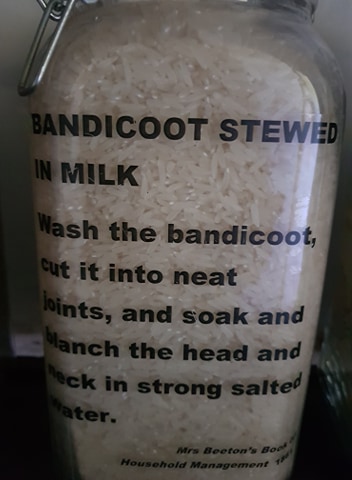 BANDICOOT STEWED
IN MILK
Wash the bandicoot,
cut it into neat
joints, and soak and
blanch the head and
neck in strong salted
water.
Mrs Beeton's Book
Household Management